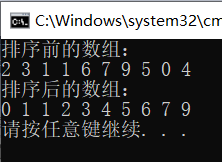 C:\Windows\system32\cm
排序前的数组:
2 3 1 1 6 7 9 5 0 4
排序后的数组:
0 1 1 2 3 4 5 6 7 9
请按任意键继续. . .